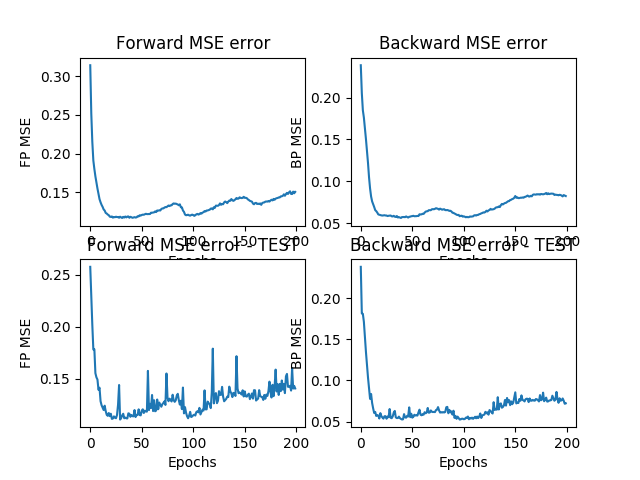 Forward MSE error
Backward MSE error
0.30
0.25
0.20
0.15
FP MSE
0.20
0.15
0.10
0.05
BP MSE
0 50 100 150 200
0 50 100 150 200
Epochs
Epochs
Forward MSE error - TEST
Backward MSE error - TEST
0.25
0.20
0.15
FP MSE
0.20
0.15
0.10
0.05
BP MSE
0 50 100 150 200
0 50 100 150 200
Epochs
Epochs